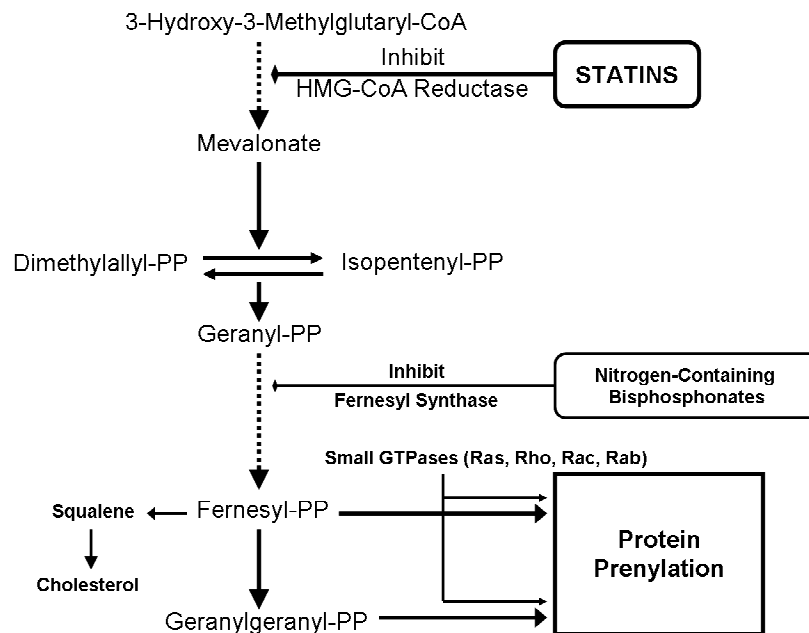 3-Hydroxy-3-Methylglutaryl-CoA
Inhibit
HMG-CoA Reductase
STATINS
Mevalonate
Dimethylallyl-PP
Isopentenyl-PP
Geranyl-PP
Inhibit
Fernesyl Synthase
Nitrogen-Containing
Bisphosphonates
Small GTPases (Ras, Rho, Rac, Rab)
Squalene
Fernesyl-PP
Protein
Prenylation
Cholesterol
Geranylgeranyl-PP